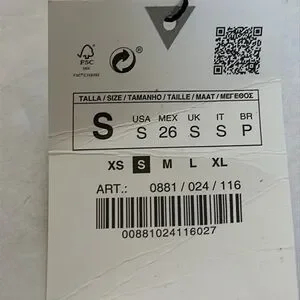 FSC
TALLA / SIZE / TAMANHO / TAILLE / MAAT / ΜΕΓΕΘΟΣ
S USA MEX UK IT BR
S 26 S S P
XS S M L XL
ART.: 0881 / 024 / 116
00881024116027